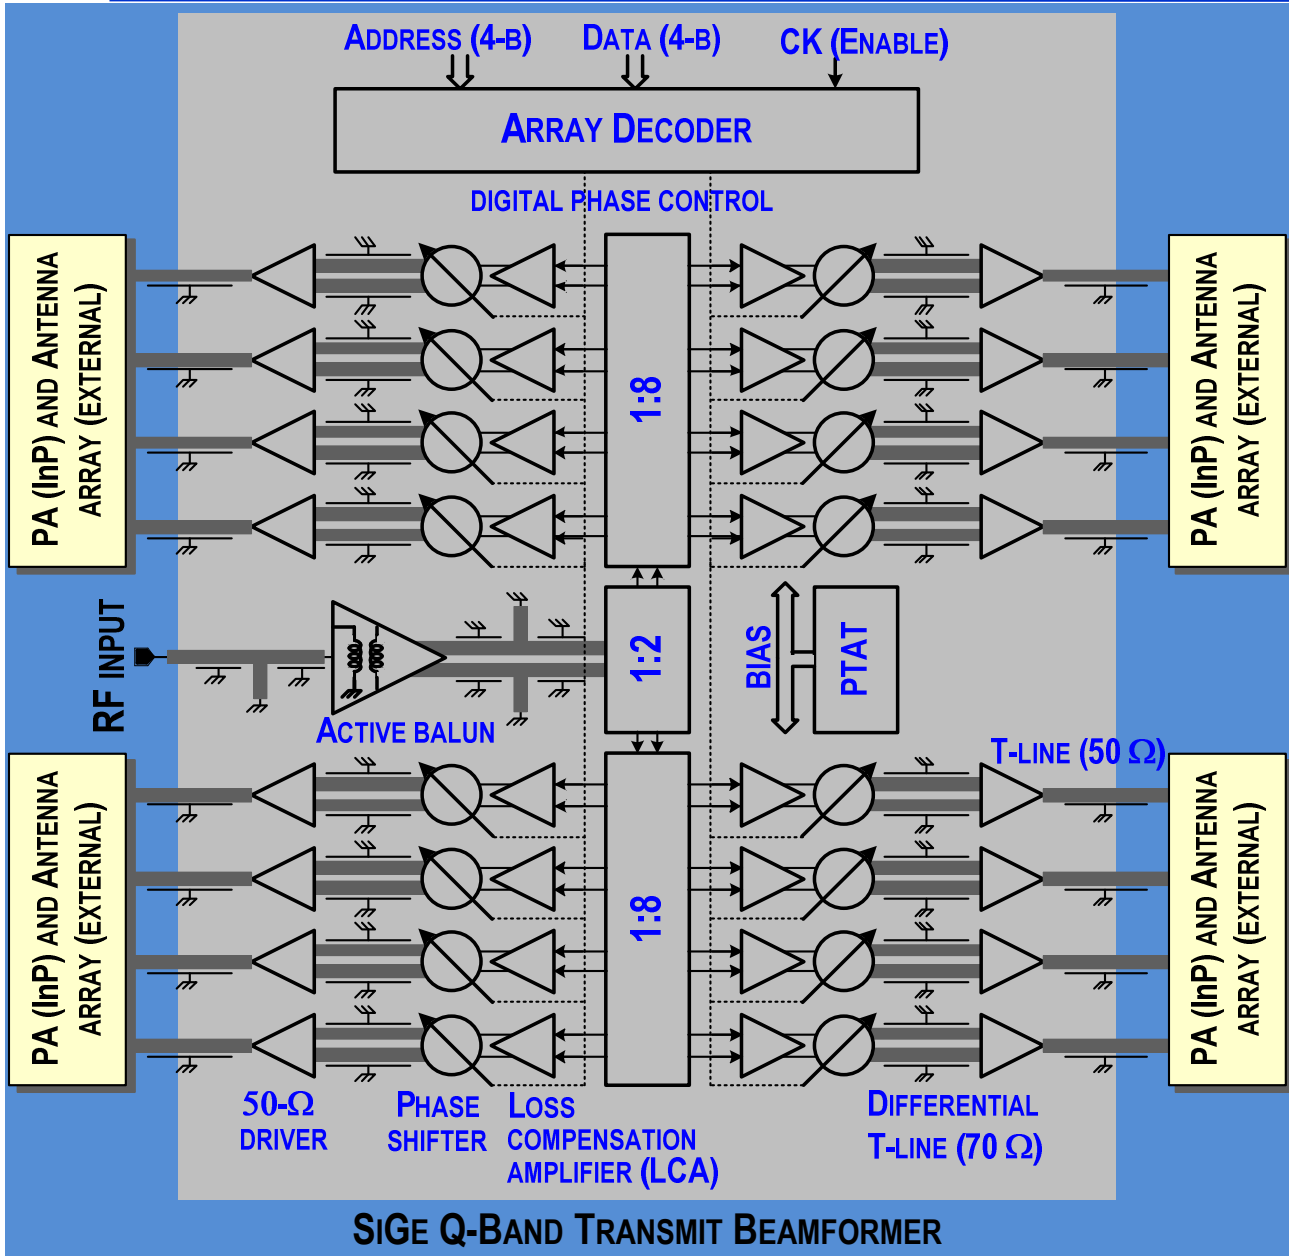 ADDRESS (4-B)
DATA (4-B)
CK (ENABLE)
ARRAY DECODER
DIGITAL PHASE CONTROL
PA (InP) AND ANTENNA
ARRAY (EXTERNAL)
1:8
PA (InP) AND ANTENNA
ARRAY (EXTERNAL)
RF INPUT
ACTIVE BALUN
1:2
BIAS
PTAT
T-LINE (50 Ω)
PA (InP) AND ANTENNA
ARRAY (EXTERNAL)
1:8
PA (InP) AND ANTENNA
ARRAY (EXTERNAL)
50-Ω
DRIVER
PHASE
SHIFTER
LOSS
COMPENSATION
AMPLIFIER (LCA)
DIFFERENTIAL
T-LINE (70 Ω)
SIGE Q-BAND TRANSMIT BEAMFORMER